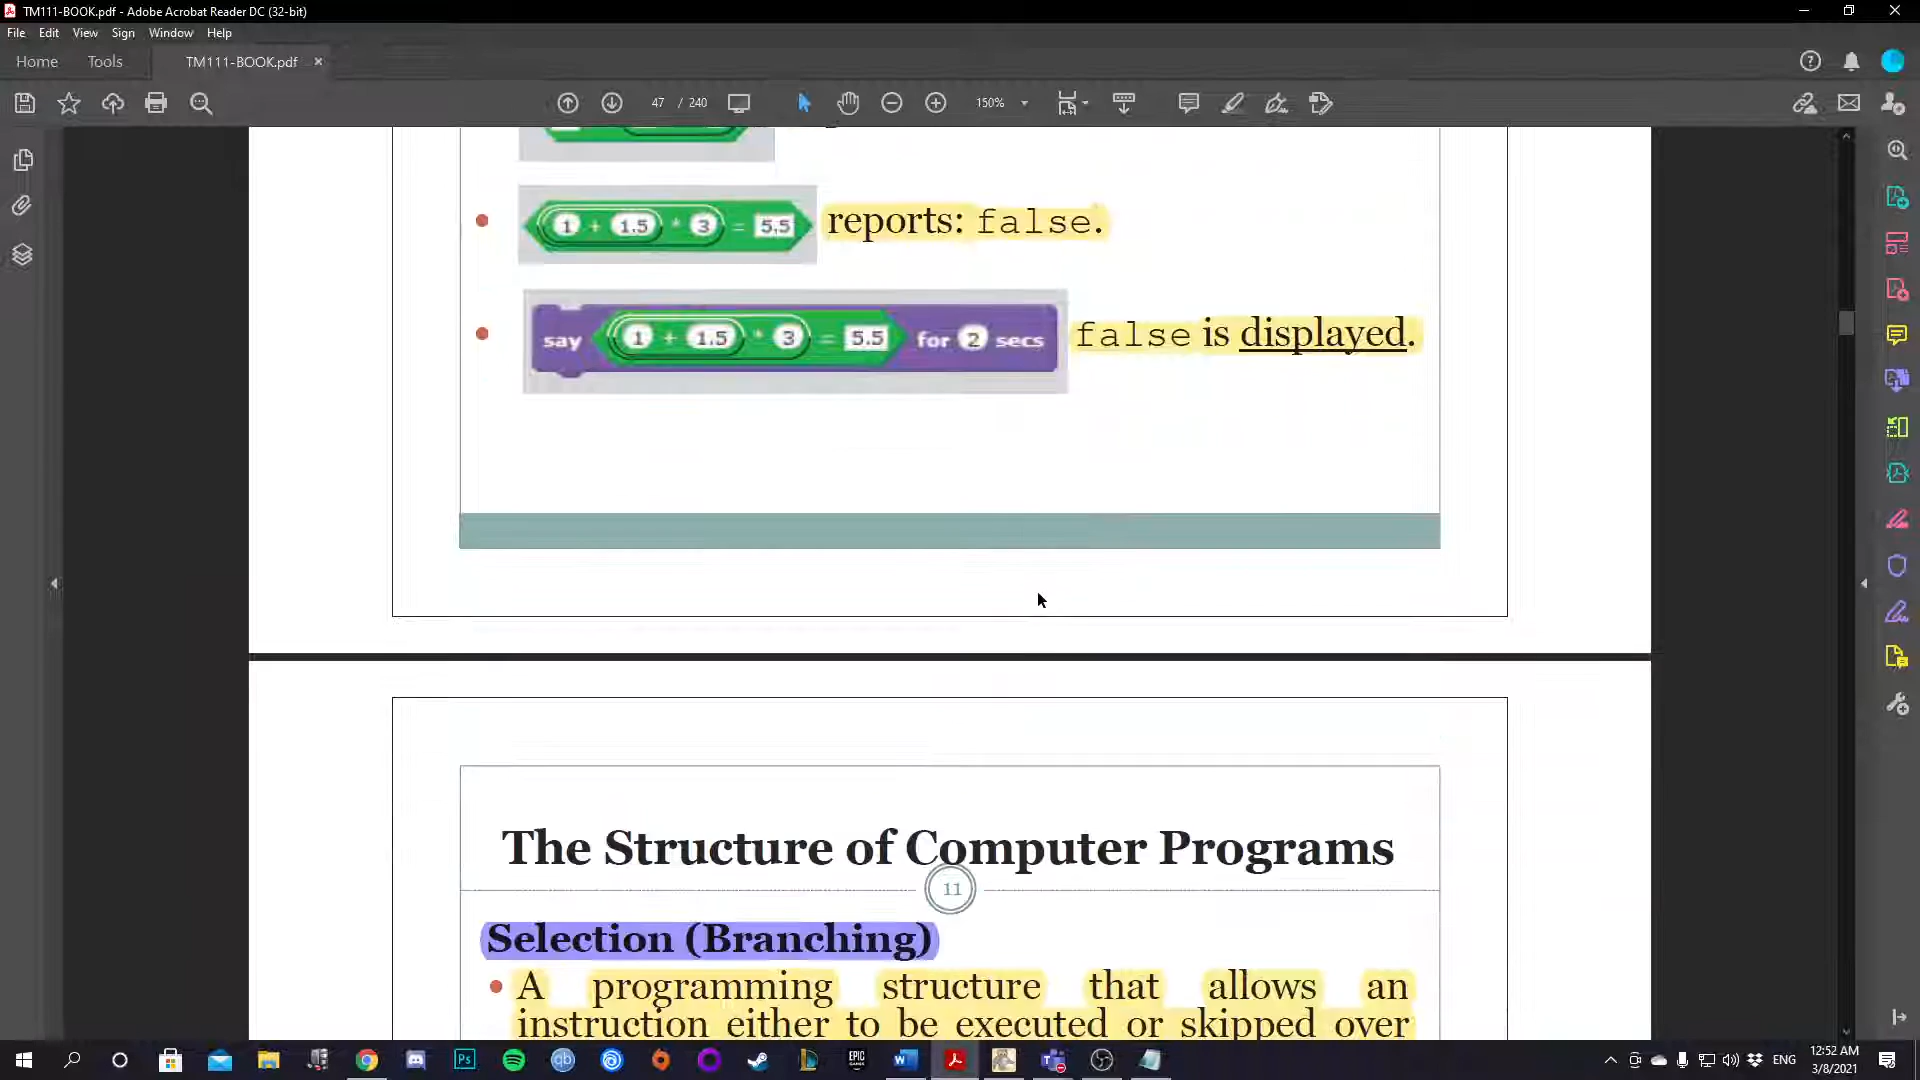 TM111-BOOK.pdf - Adobe Acrobat Reader DC (32-bit)
File Edit View Sign Window Help
Home Tools TM111-BOOK.pdf ×
47 / 240 150%
1 + 1.5 * 3 = 5.5 reports: false.
say 1 + 1.5 * 3 = 5.5 for 2 secs false is displayed.
The Structure of Computer Programs
11
Selection (Branching)
A programming structure that allows an
instruction either to be executed or skipped over
Ps EPIC GAMES ENG 12:52 AM
3/8/2021